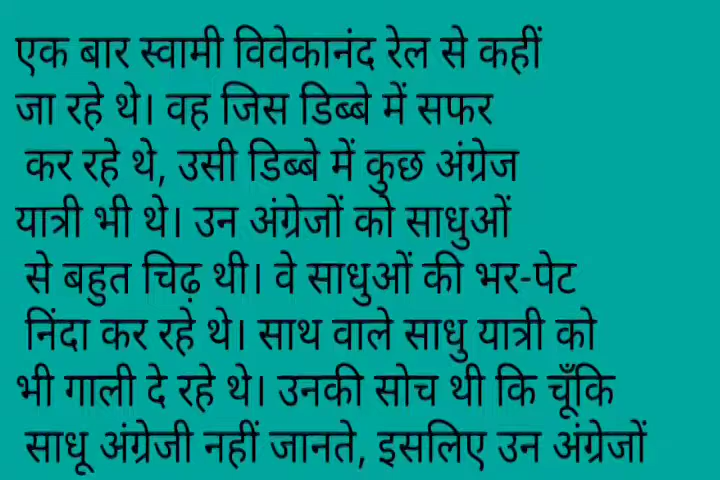 एक बार स्वामी विवेकानंद रेल से कहीं
जा रहे थे। वह जिस डिब्बे में सफर
कर रहे थे, उसी डिब्बे में कुछ अंग्रेज
यात्री भी थे। उन अंग्रेजों को साधुओं
से बहुत चिढ़ थी। वे साधुओं की भर-पेट
निंदा कर रहे थे। साथ वाले साधु यात्री को
भी गाली दे रहे थे। उनकी सोच थी कि चूँकि
साधू अंग्रेजी नहीं जानते, इसलिए उन अंग्रेजों